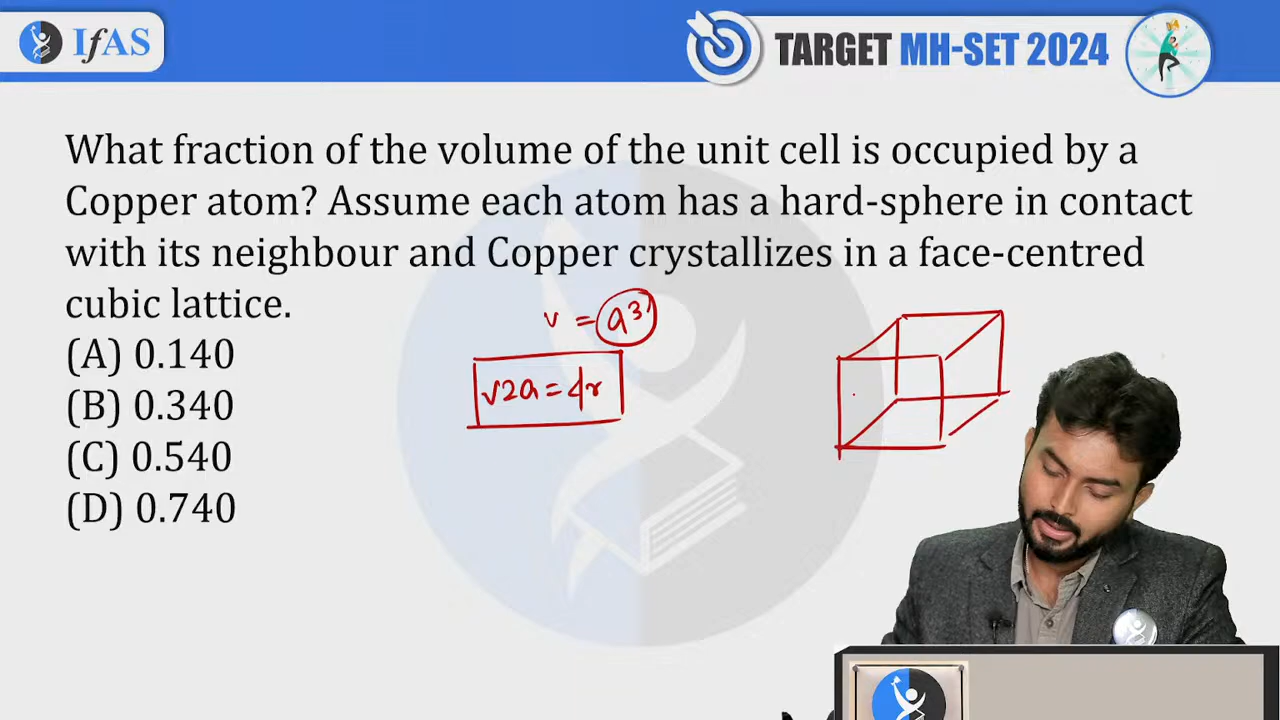 IfAS
TARGET MH-SET 2024
What fraction of the volume of the unit cell is occupied by a
Copper atom? Assume each atom has a hard-sphere in contact
with its neighbour and Copper crystallizes in a face-centred
cubic lattice.
v = a³
(A) 0.140
√2a = 4r
(B) 0.340
(C) 0.540
(D) 0.740